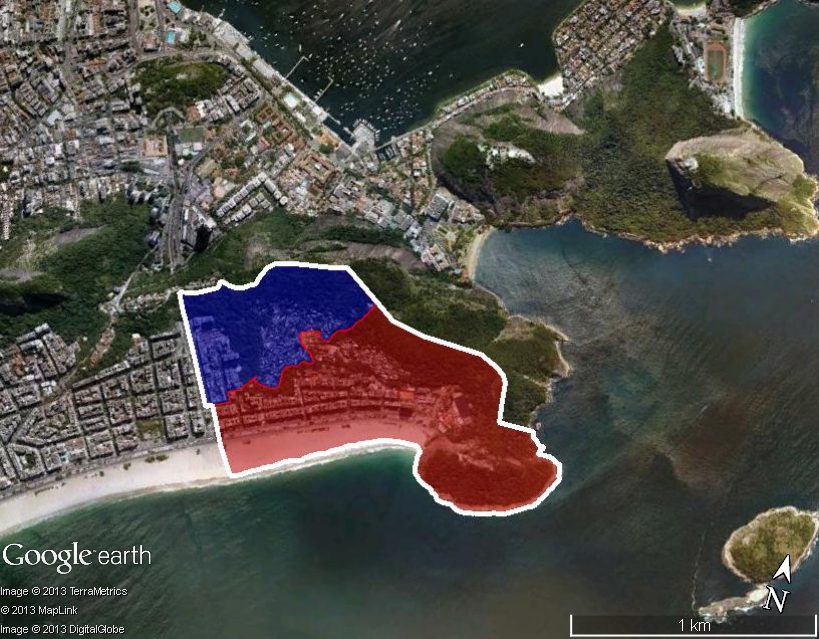 Google earth
Image © 2013 TerraMetrics
© 2013 MapLink
Image © 2013 DigitalGlobe
N
1 km